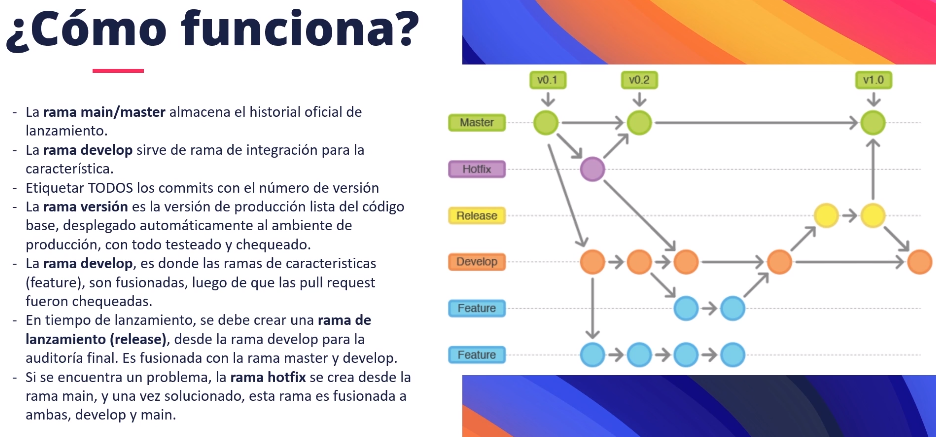 ¿Cómo funciona?
- La rama main/master almacena el historial oficial de
lanzamiento.
- La rama develop sirve de rama de integración para la
característica.
- Etiquetar TODOS los commits con el número de versión
- La rama versión es la versión de producción lista del código
base, desplegado automáticamente al ambiente de
producción, con todo testeado y chequeado.
- La rama develop, es donde las ramas de caracteristicas
(feature), son fusionadas, luego de que las pull request
fueron chequeadas.
- En tiempo de lanzamiento, se debe crear una rama de
lanzamiento (release), desde la rama develop para la
auditoría final. Es fusionada con la rama master y develop.
- Si se encuentra un problema, la rama hotfix se crea desde la
rama main, y una vez solucionado, esta rama es fusionada a
ambas, develop y main.
v0.1
v0.2
v1.0
Master
Hotfix
Release
Develop
Feature
Feature